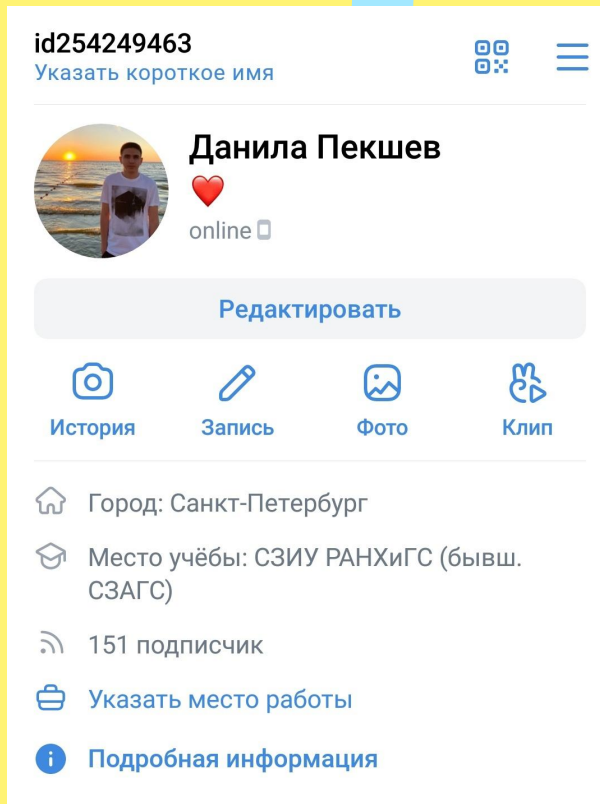 id254249463
Указать короткое имя
Данила Пекшев
❤️
online
Редактировать
История
Запись
Фото
Клип
Город: Санкт-Петербург
Место учёбы: СЗИУ РАНХиГС (бывш.
СЗАГС)
151 подписчик
Указать место работы
Подробная информация